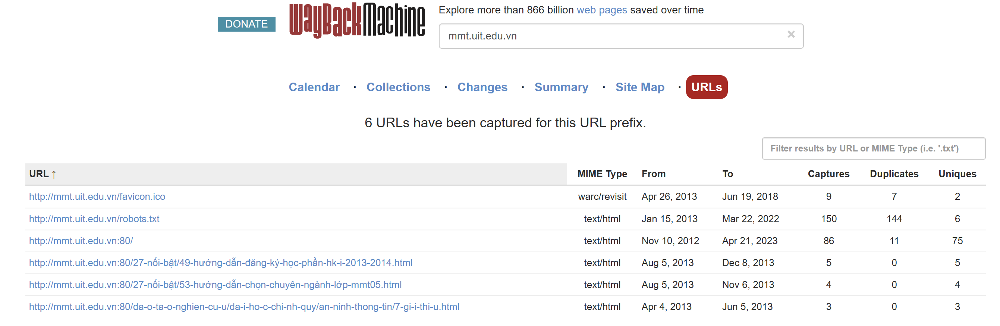 DONATE
WayBackMachine
Explore more than 866 billion web pages saved over time
mmt.uit.edu.vn ×
Calendar · Collections · Changes · Summary · Site Map · URLs
6 URLs have been captured for this URL prefix.
Filter results by URL or MIME Type (i.e. '.txt')
URL ↑ MIME Type From To Captures Duplicates Uniques
http://mmt.uit.edu.vn/favicon.ico warc/revisit Apr 26, 2013 Jun 19, 2018 9 7 2
http://mmt.uit.edu.vn/robots.txt text/html Jan 15, 2013 Mar 22, 2022 150 144 6
http://mmt.uit.edu.vn:80/ text/html Nov 10, 2012 Apr 21, 2023 86 11 75
http://mmt.uit.edu.vn:80/27-nổi-bật/49-hướng-dẫn-đăng-ký-học-phần-hk-i-2013-2014.html text/html Aug 5, 2013 Dec 8, 2013 5 0 5
http://mmt.uit.edu.vn:80/27-nổi-bật/53-hướng-dẫn-chọn-chuyên-ngành-lớp-mmt05.html text/html Aug 5, 2013 Nov 6, 2013 4 0 4
http://mmt.uit.edu.vn:80/da-o-ta-o-nghien-cu-u/da-i-ho-c-chi-nh-quy/an-ninh-thong-tin/7-gi-i-thi-u.html text/html Apr 4, 2013 Jun 5, 2013 3 0 3